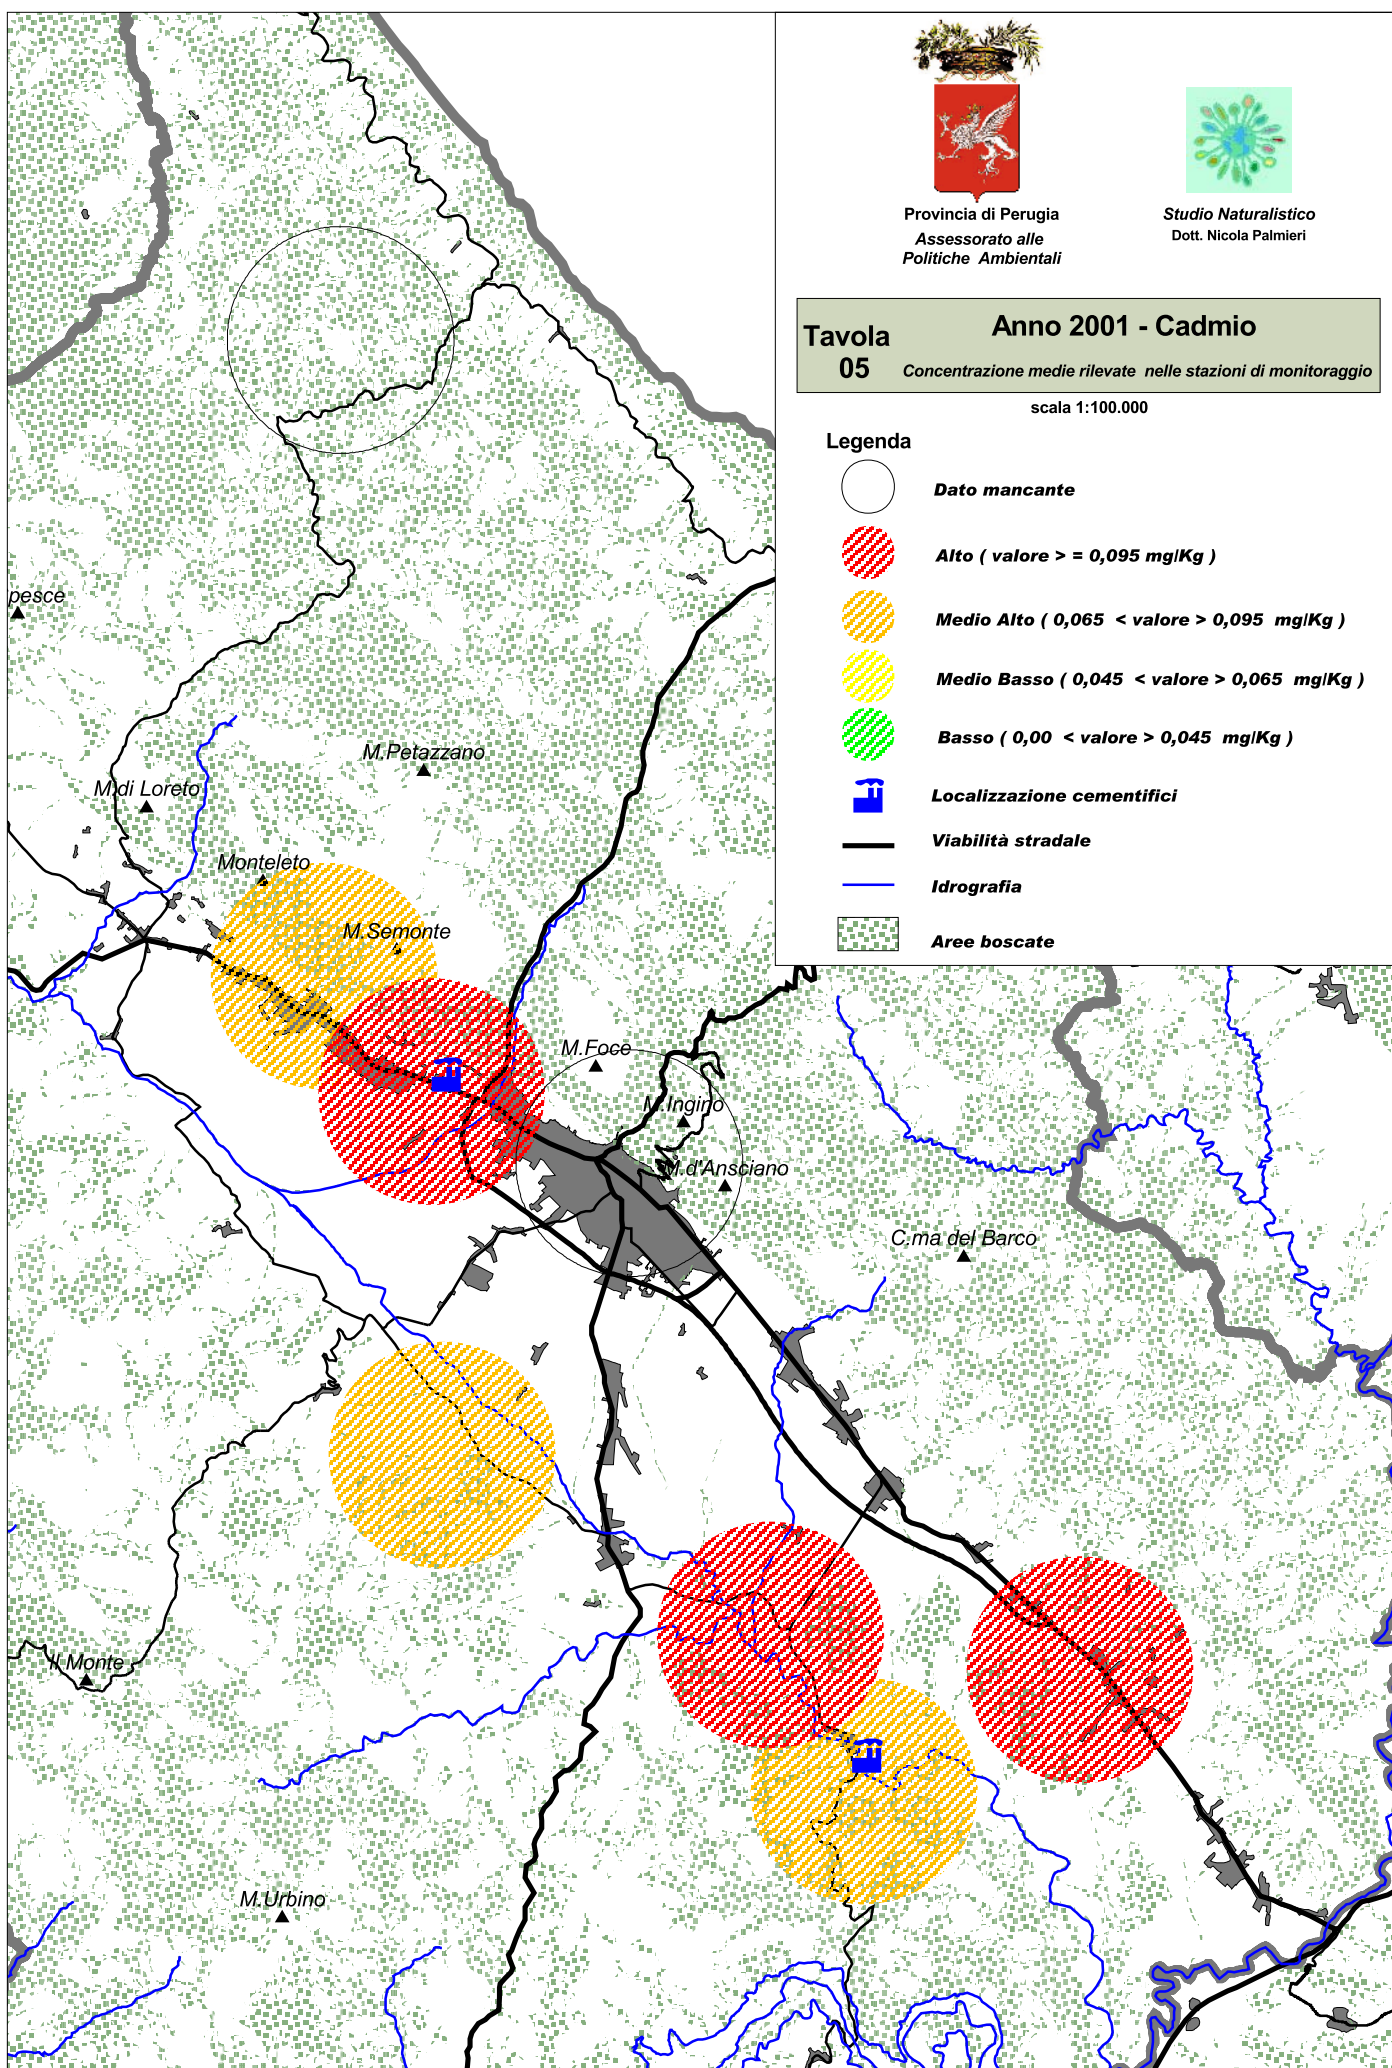 Provincia di Perugia
Assessorato alle
Politiche Ambientali
Studio Naturalistico
Dott. Nicola Palmieri
Tavola
05
Anno 2001 - Cadmio
Concentrazione medie rilevate nelle stazioni di monitoraggio
scala 1:100.000
Legenda
Dato mancante
Alto ( valore > = 0,095 mg/Kg )
Medio Alto ( 0,065 < valore > 0,095 mg/Kg )
Medio Basso ( 0,045 < valore > 0,065 mg/Kg )
Basso ( 0,00 < valore > 0,045 mg/Kg )
Localizzazione cementifici
Viabilità stradale
Idrografia
Aree boscate
pesce
M.Petazzano
M.di Loreto
Monteleto
M.Semonte
M.Foce
M.Ingino
M.d'Ansciano
C.ma del Barco
Il Monte
M.Urbino